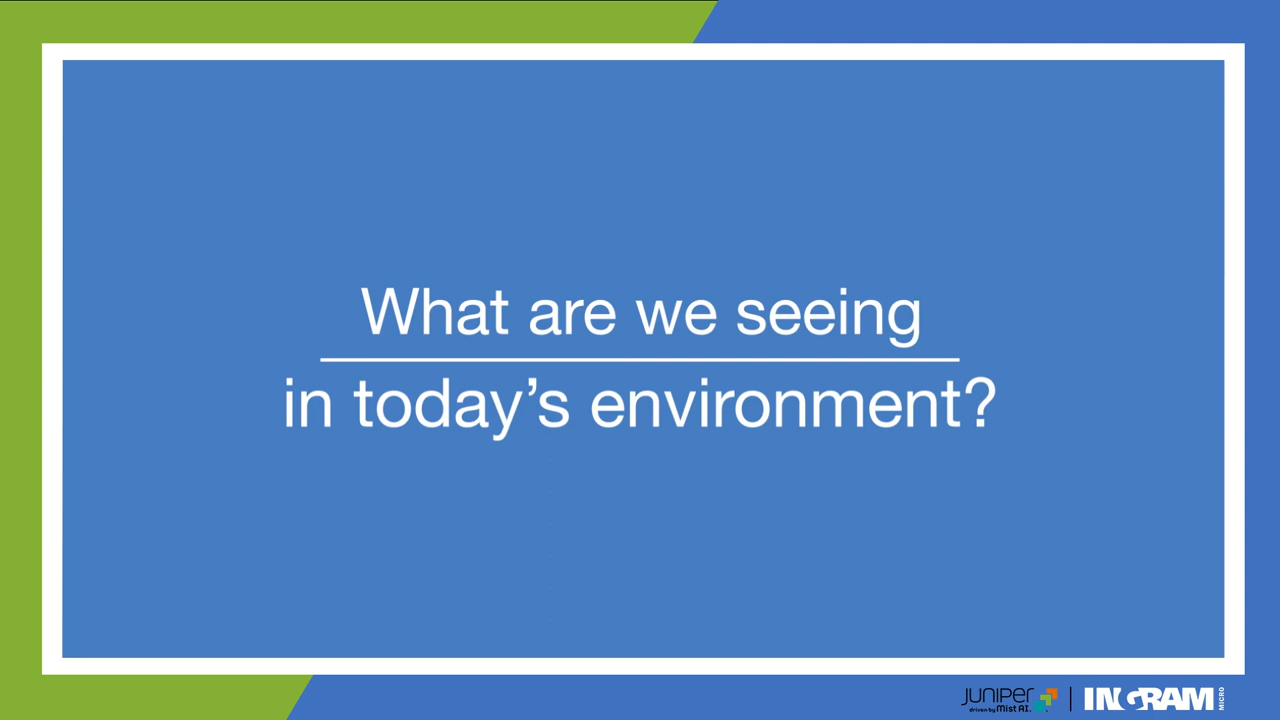 What are we seeing
in today's environment?
JUNIPER
driven by Mist AI.
INGRAM
MICRO